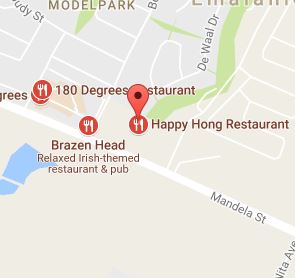 MODELPARK
De Waal Dr
180 Degrees Restaurant
Happy Hong Restaurant
Brazen Head
Relaxed Irish-themed
restaurant & pub
Mandela St